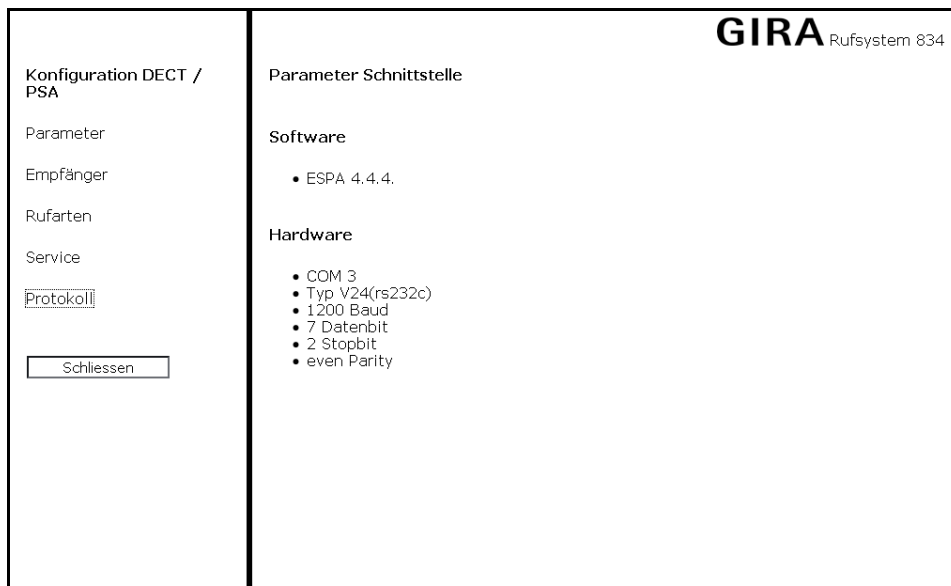 GIRA Rufsystem 834
Konfiguration DECT /
PSA
Parameter
Empfänger
Rufarten
Service
Protokoll
Schliessen
Parameter Schnittstelle
Software
• ESPA 4.4.4.
Hardware
• COM 3
• Typ V24(rs232c)
• 1200 Baud
• 7 Datenbit
• 2 Stopbit
• even Parity